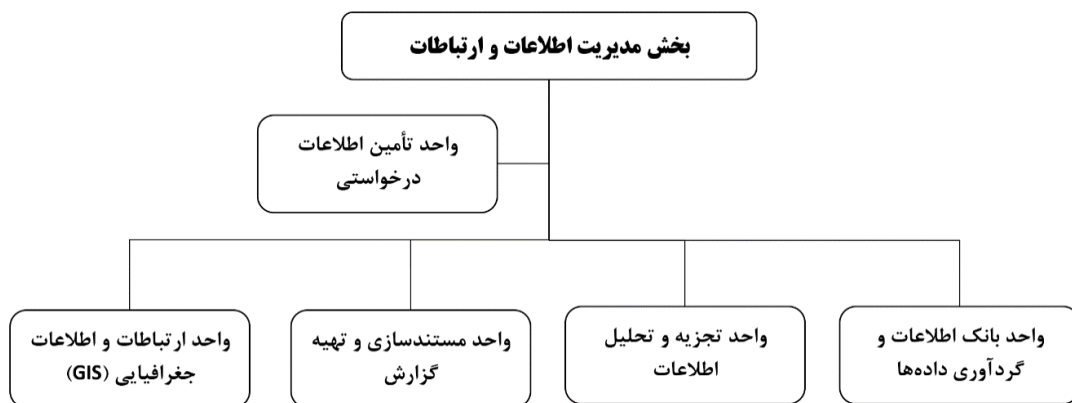 بخش مدیریت اطلاعات و ارتباطات
واحد تأمین اطلاعات
درخواستی
واحد بانک اطلاعات و
گردآوری داده‌ها
واحد تجزیه و تحلیل
اطلاعات
واحد مستندسازی و تهیه
گزارش
واحد ارتباطات و اطلاعات
جغرافیایی (GIS)